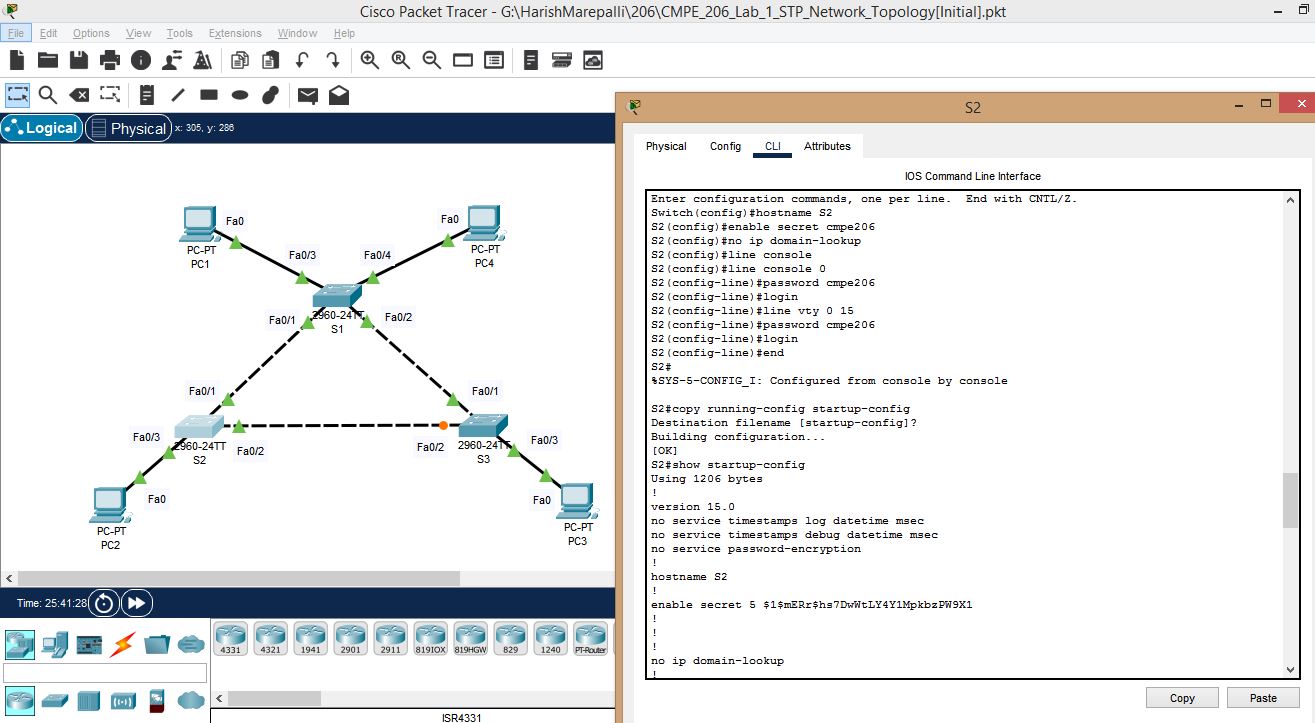 Cisco Packet Tracer - G:\HarishMarepalli\206\CMPE_206_Lab_1_STP_Network_Topology[Initial].pkt
File Edit Options View Tools Extensions Window Help
Logical Physical x: 305, y: 286
Fa0
PC-PT
PC1
Fa0
PC-PT
PC4
Fa0/3
Fa0/4
2960-24TT
S1
Fa0/1
Fa0/2
Fa0/1
Fa0/1
Fa0/3
2960-24TT
S2
Fa0/2
Fa0/2
2960-24TT
S3
Fa0/3
Fa0
PC-PT
PC2
Fa0
PC-PT
PC3
Time: 25:41:28
4331 4321 1941 2901 2911 819IOX 819HGW 829 1240 PT-Router
ISR4331
S2
Physical Config CLI Attributes
IOS Command Line Interface
Enter configuration commands, one per line. End with CNTL/Z.
Switch(config)#hostname S2
S2(config)#enable secret cmpe206
S2(config)#no ip domain-lookup
S2(config)#line console
S2(config)#line console 0
S2(config-line)#password cmpe206
S2(config-line)#login
S2(config-line)#line vty 0 15
S2(config-line)#password cmpe206
S2(config-line)#login
S2(config-line)#end
S2#
%SYS-5-CONFIG_I: Configured from console by console
S2#copy running-config startup-config
Destination filename [startup-config]?
Building configuration...
[OK]
S2#show startup-config
Using 1206 bytes
!
version 15.0
no service timestamps log datetime msec
no service timestamps debug datetime msec
no service password-encryption
!
hostname S2
!
enable secret 5 $1$mERr$hs7DwWtLY4Y1MpkbzPW9X1
!
!
!
no ip domain-lookup
!
Copy Paste